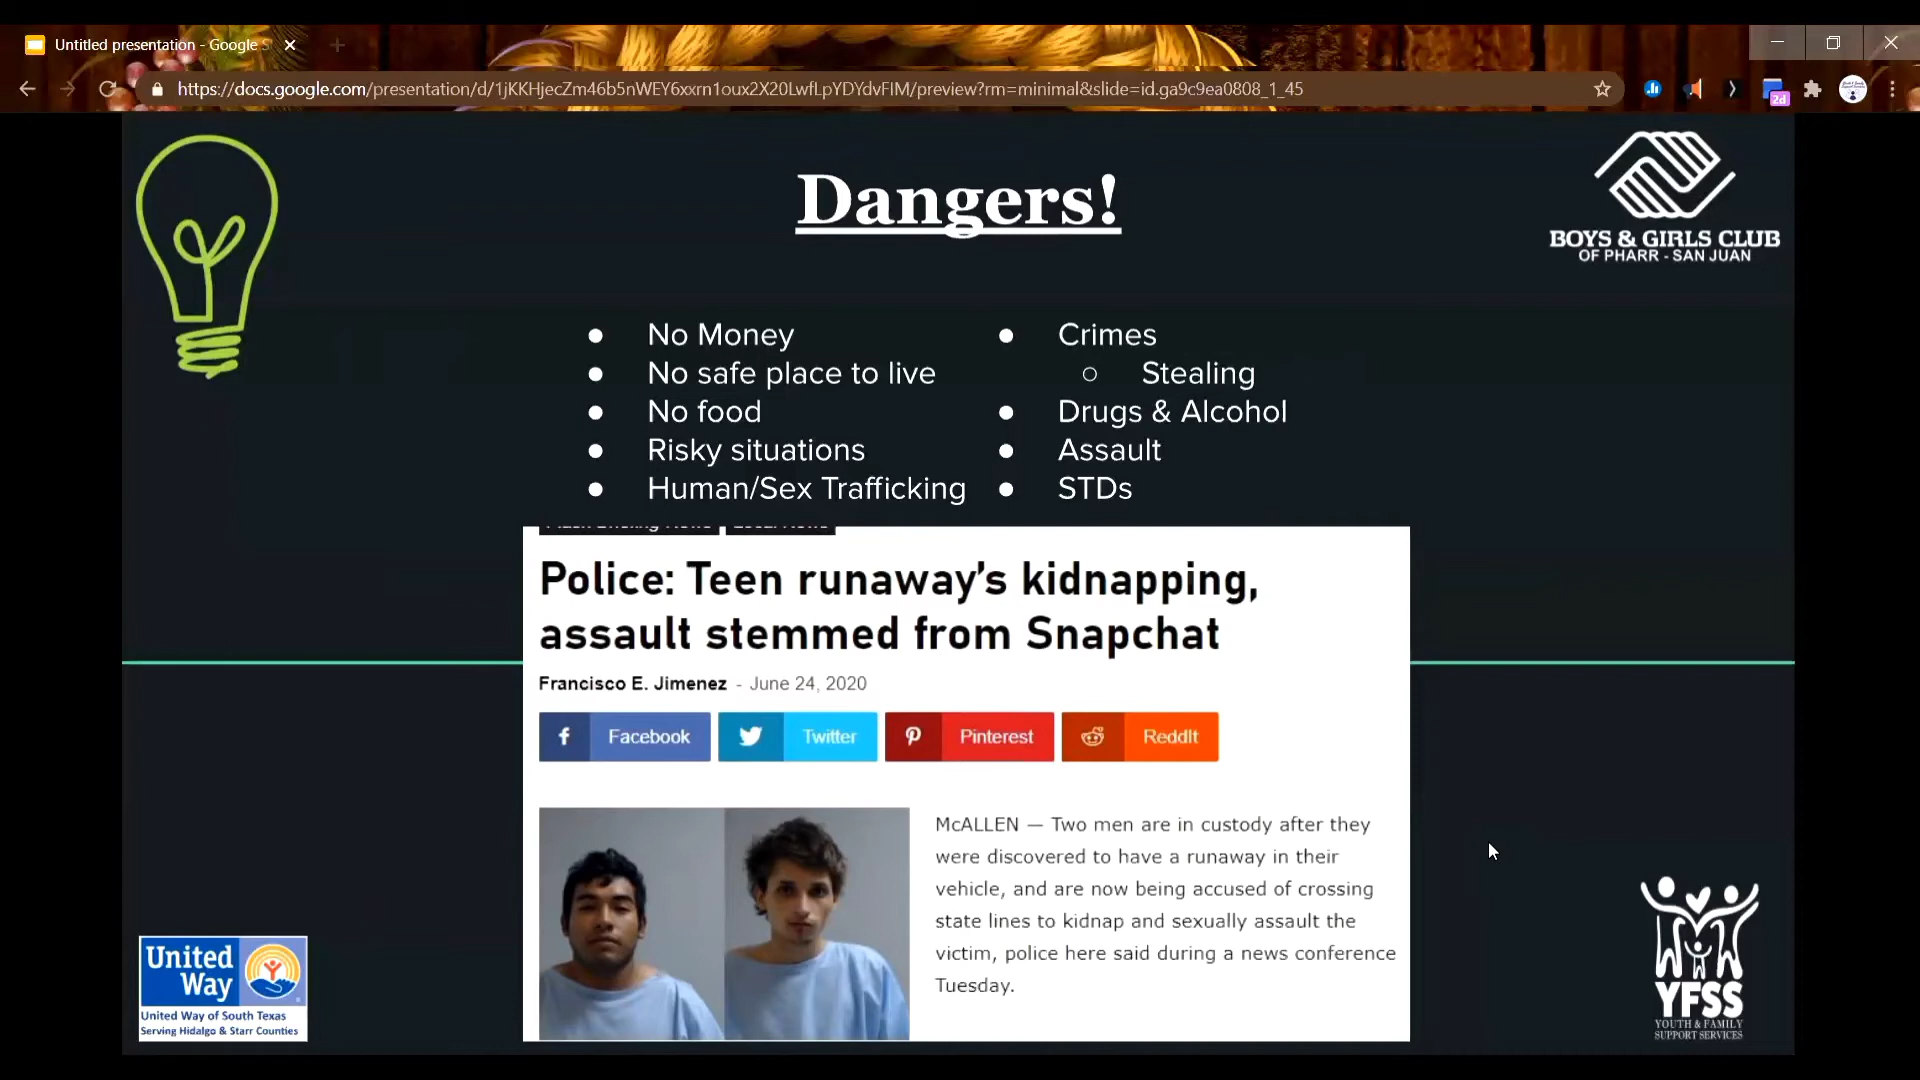 Untitled presentation - Google S
https://docs.google.com/presentation/d/1jKKHjecZm46b5nWEY6xxrn1oux2X20LwfLpYDYdvFIM/preview?rm=minimal&slide=id.ga9c9ea0808_1_45
2d
Dangers!
BOYS & GIRLS CLUB
OF PHARR - SAN JUAN
● No Money
● No safe place to live
● No food
● Risky situations
● Human/Sex Trafficking
● Crimes
○ Stealing
● Drugs & Alcohol
● Assault
● STDs
Police: Teen runaway's kidnapping,
assault stemmed from Snapchat
Francisco E. Jimenez - June 24, 2020
Facebook
Twitter
Pinterest
ReddIt
McALLEN — Two men are in custody after they
were discovered to have a runaway in their
vehicle, and are now being accused of crossing
state lines to kidnap and sexually assault the
victim, police here said during a news conference
Tuesday.
United
Way
United Way of South Texas
Serving Hidalgo & Starr Counties
YFSS
YOUTH & FAMILY
SUPPORT SERVICES